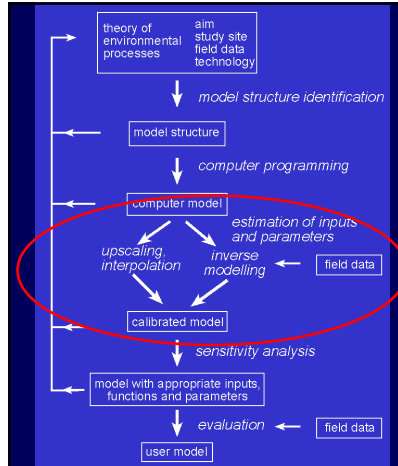 theory of
environmental
processes
aim
study site
field data
technology
model structure identification
model structure
computer programming
computer model
estimation of inputs
and parameters
upscaling,
interpolation
inverse
modelling
field data
calibrated model
sensitivity analysis
model with appropriate inputs,
functions and parameters
evaluation
field data
user model